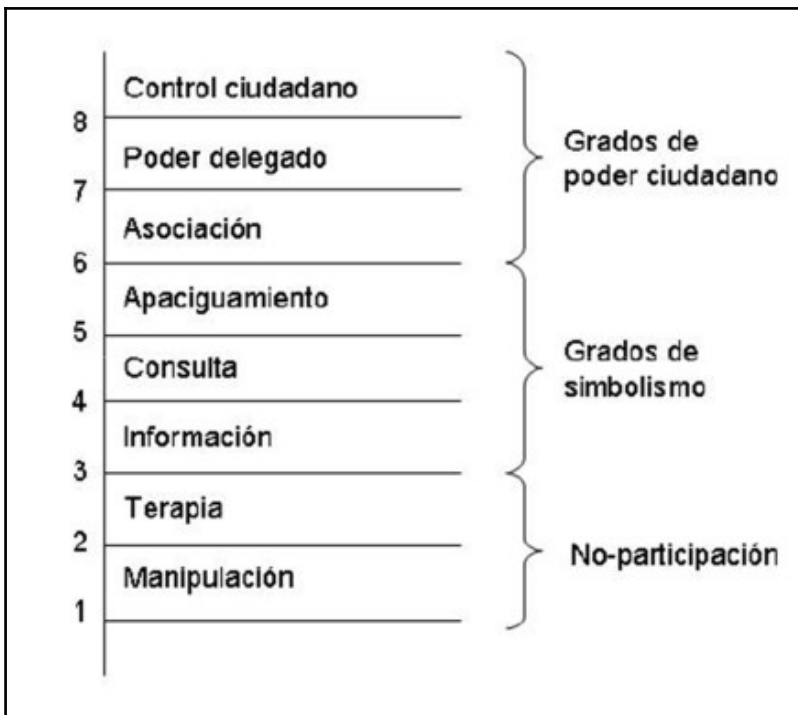 Control ciudadano
8
Poder delegado
7
Asociación
6
Apaciguamiento
5
Consulta
4
Información
3
Terapia
2
Manipulación
1
Grados de
poder ciudadano
Grados de
simbolismo
No-participación